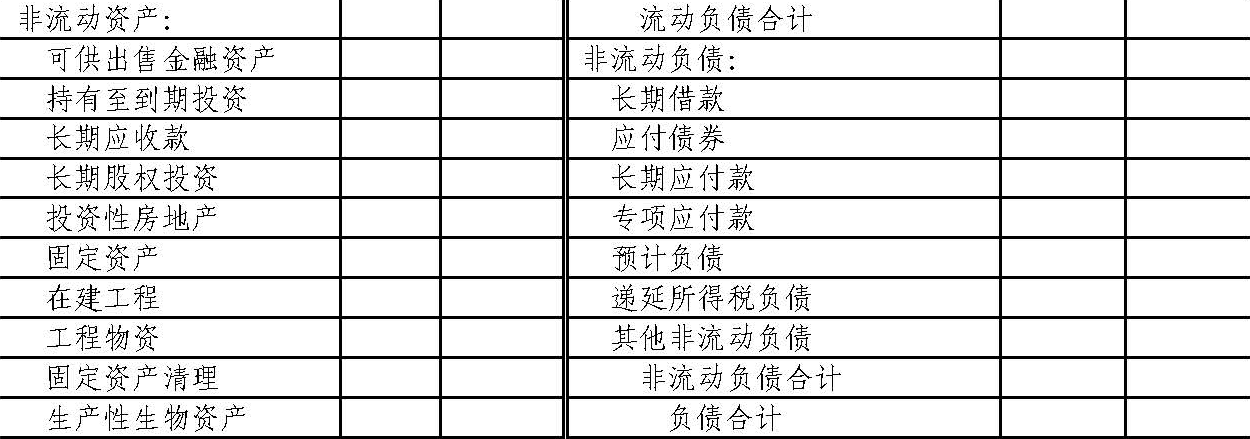 非流动资产:
流动负债合计
可供出售金融资产
非流动负债:
持有至到期投资
长期借款
长期应收款
应付债券
长期股权投资
长期应付款
投资性房地产
专项应付款
固定资产
预计负债
在建工程
递延所得税负债
工程物资
其他非流动负债
固定资产清理
非流动负债合计
生产性生物资产
负债合计